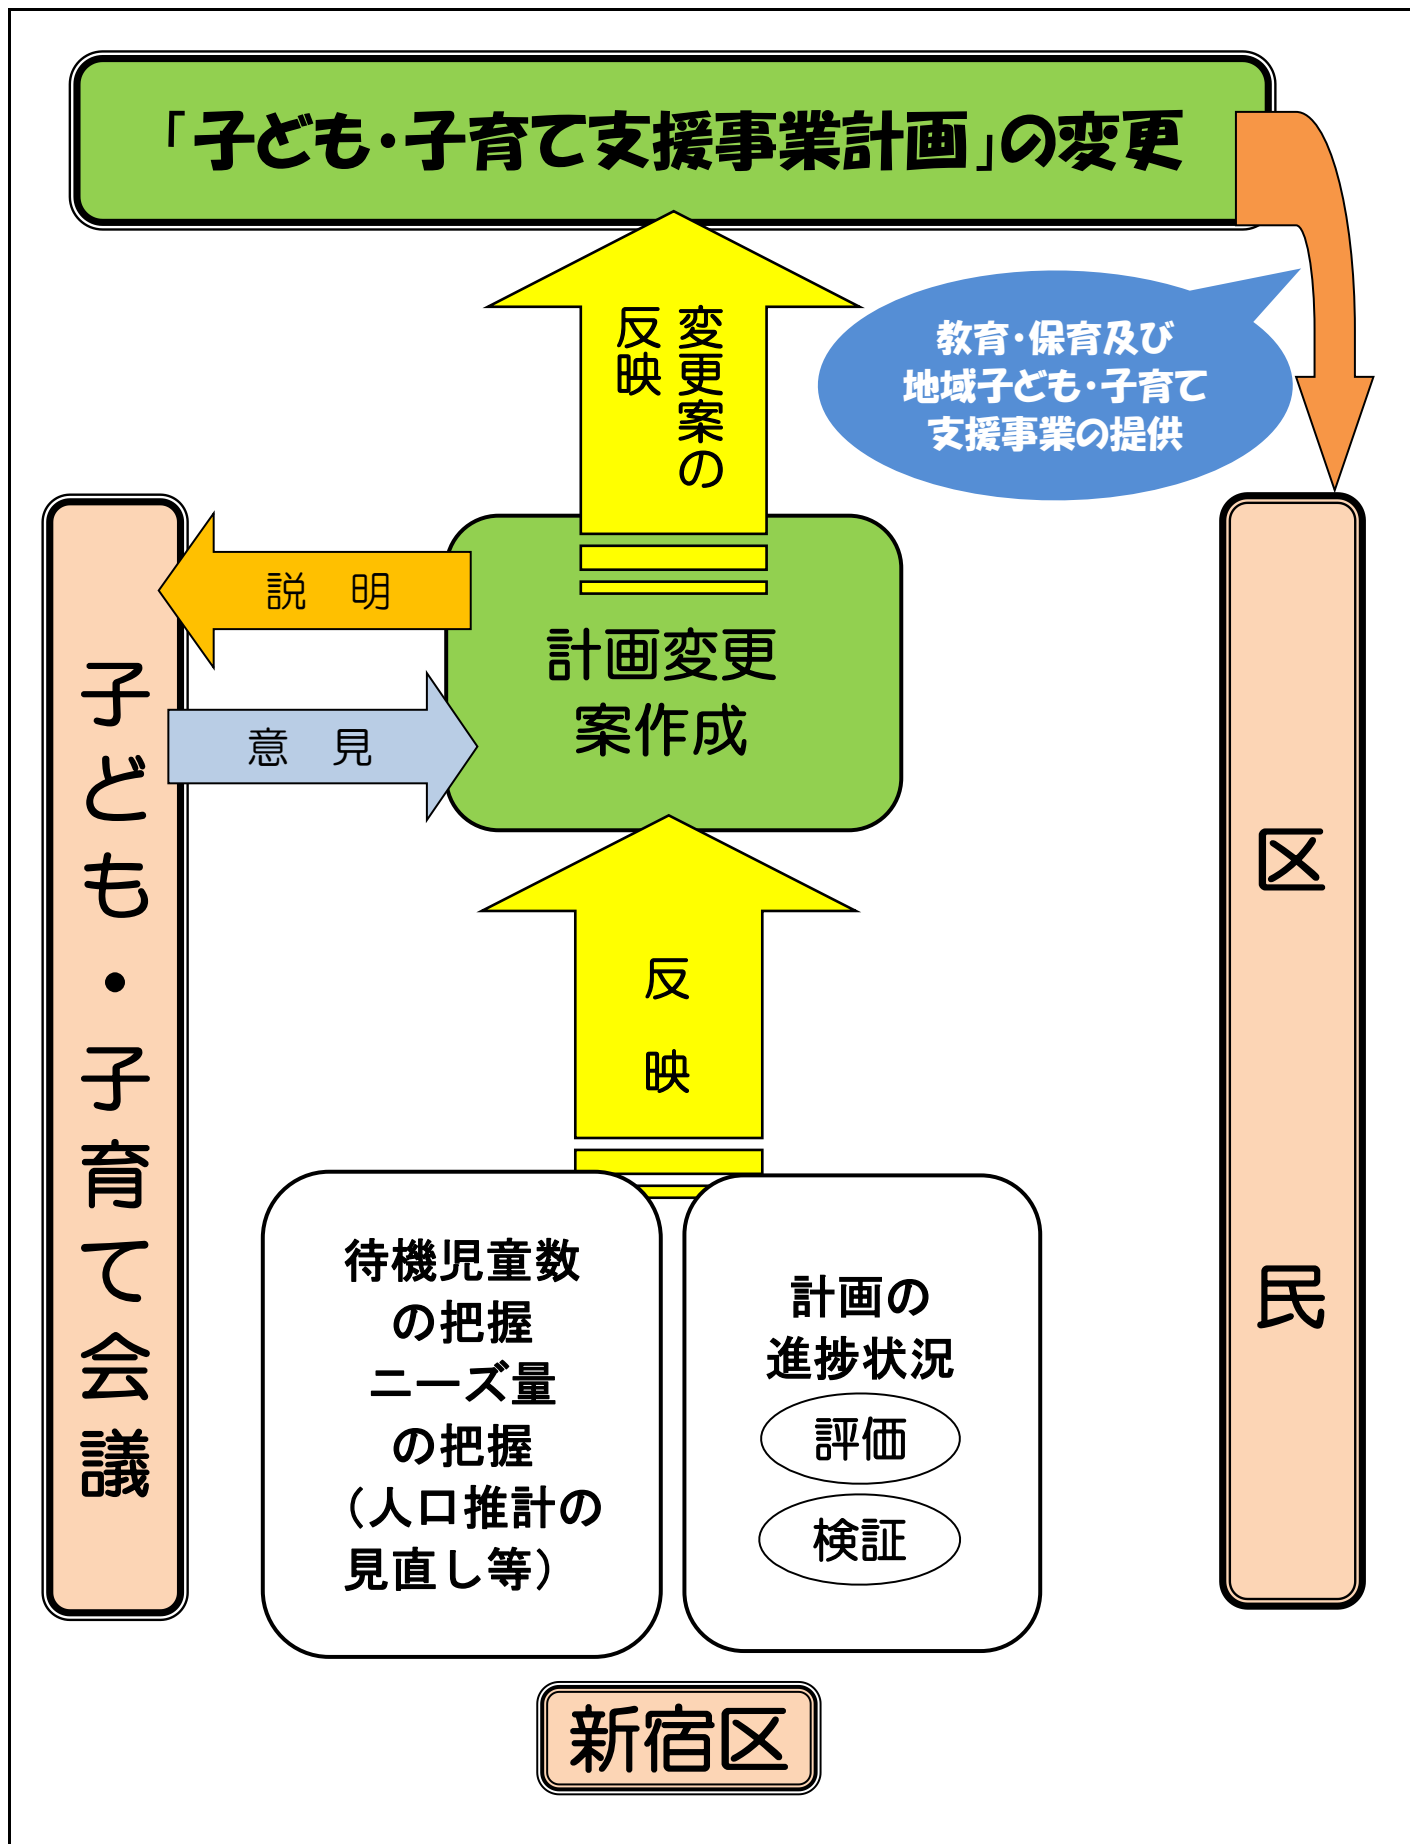 「子ども・子育て支援事業計画」の変更
変更案の
反映
教育・保育及び
地域子ども・子育て
支援事業の提供
説　明
意　見
計画変更
案作成
子ども・子育て会議
区　民
反　映
待機児童数
の把握
ニーズ量
の把握
（人口推計の
見直し等）
計画の
進捗状況
評価
検証
新宿区